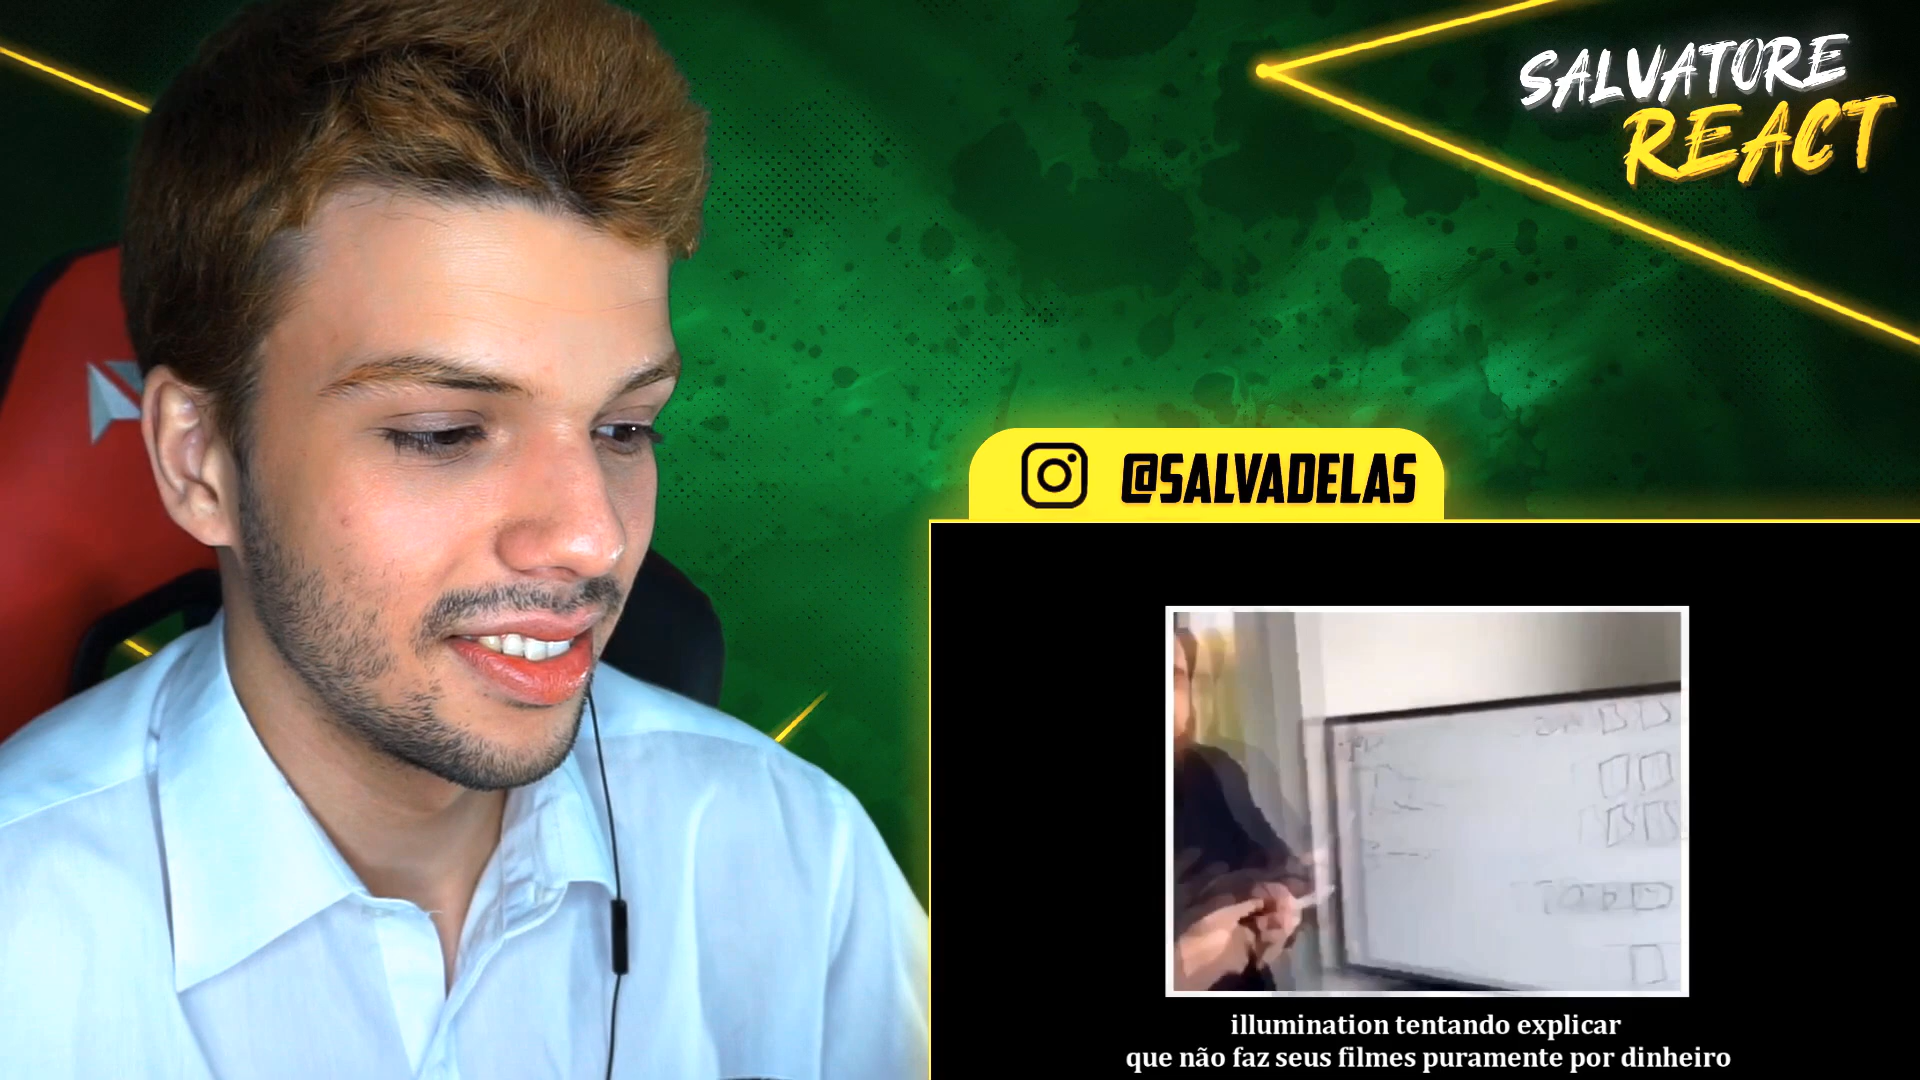 SALVATORE
REACT
@SALVADELAS
illumination tentando explicar
que não faz seus filmes puramente por dinheiro